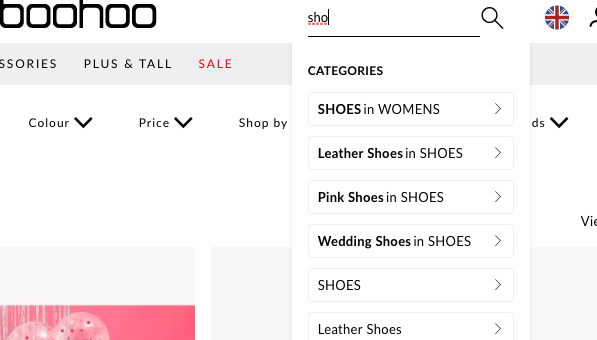 boohoo
sho
SSORIES PLUS & TALL SALE
CATEGORIES
Colour Price Shop by ds
SHOES in WOMENS
Leather Shoes in SHOES
Pink Shoes in SHOES
Vie
Wedding Shoes in SHOES
SHOES
Leather Shoes